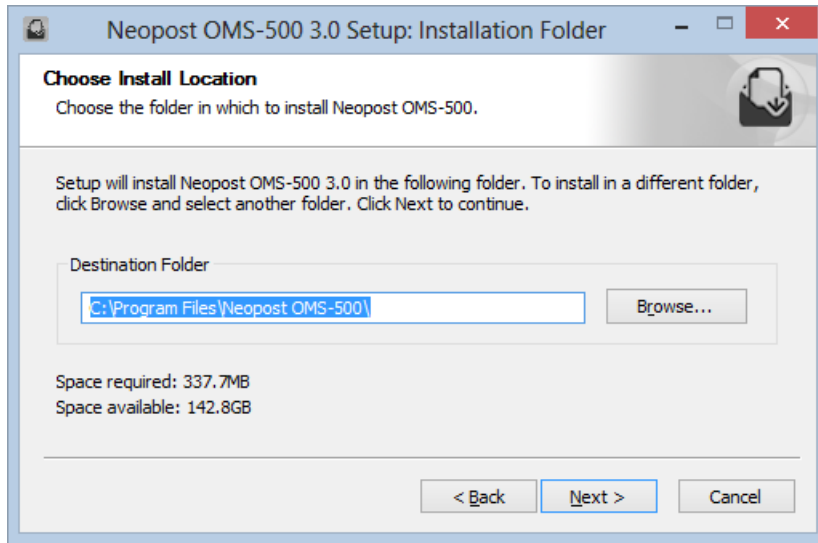 Neopost OMS-500 3.0 Setup: Installation Folder
Choose Install Location
Choose the folder in which to install Neopost OMS-500.
Setup will install Neopost OMS-500 3.0 in the following folder. To install in a different folder,
click Browse and select another folder. Click Next to continue.
Destination Folder
C:\Program Files\Neopost OMS-500\
Browse...
Space required: 337.7MB
Space available: 142.8GB
< Back
Next >
Cancel